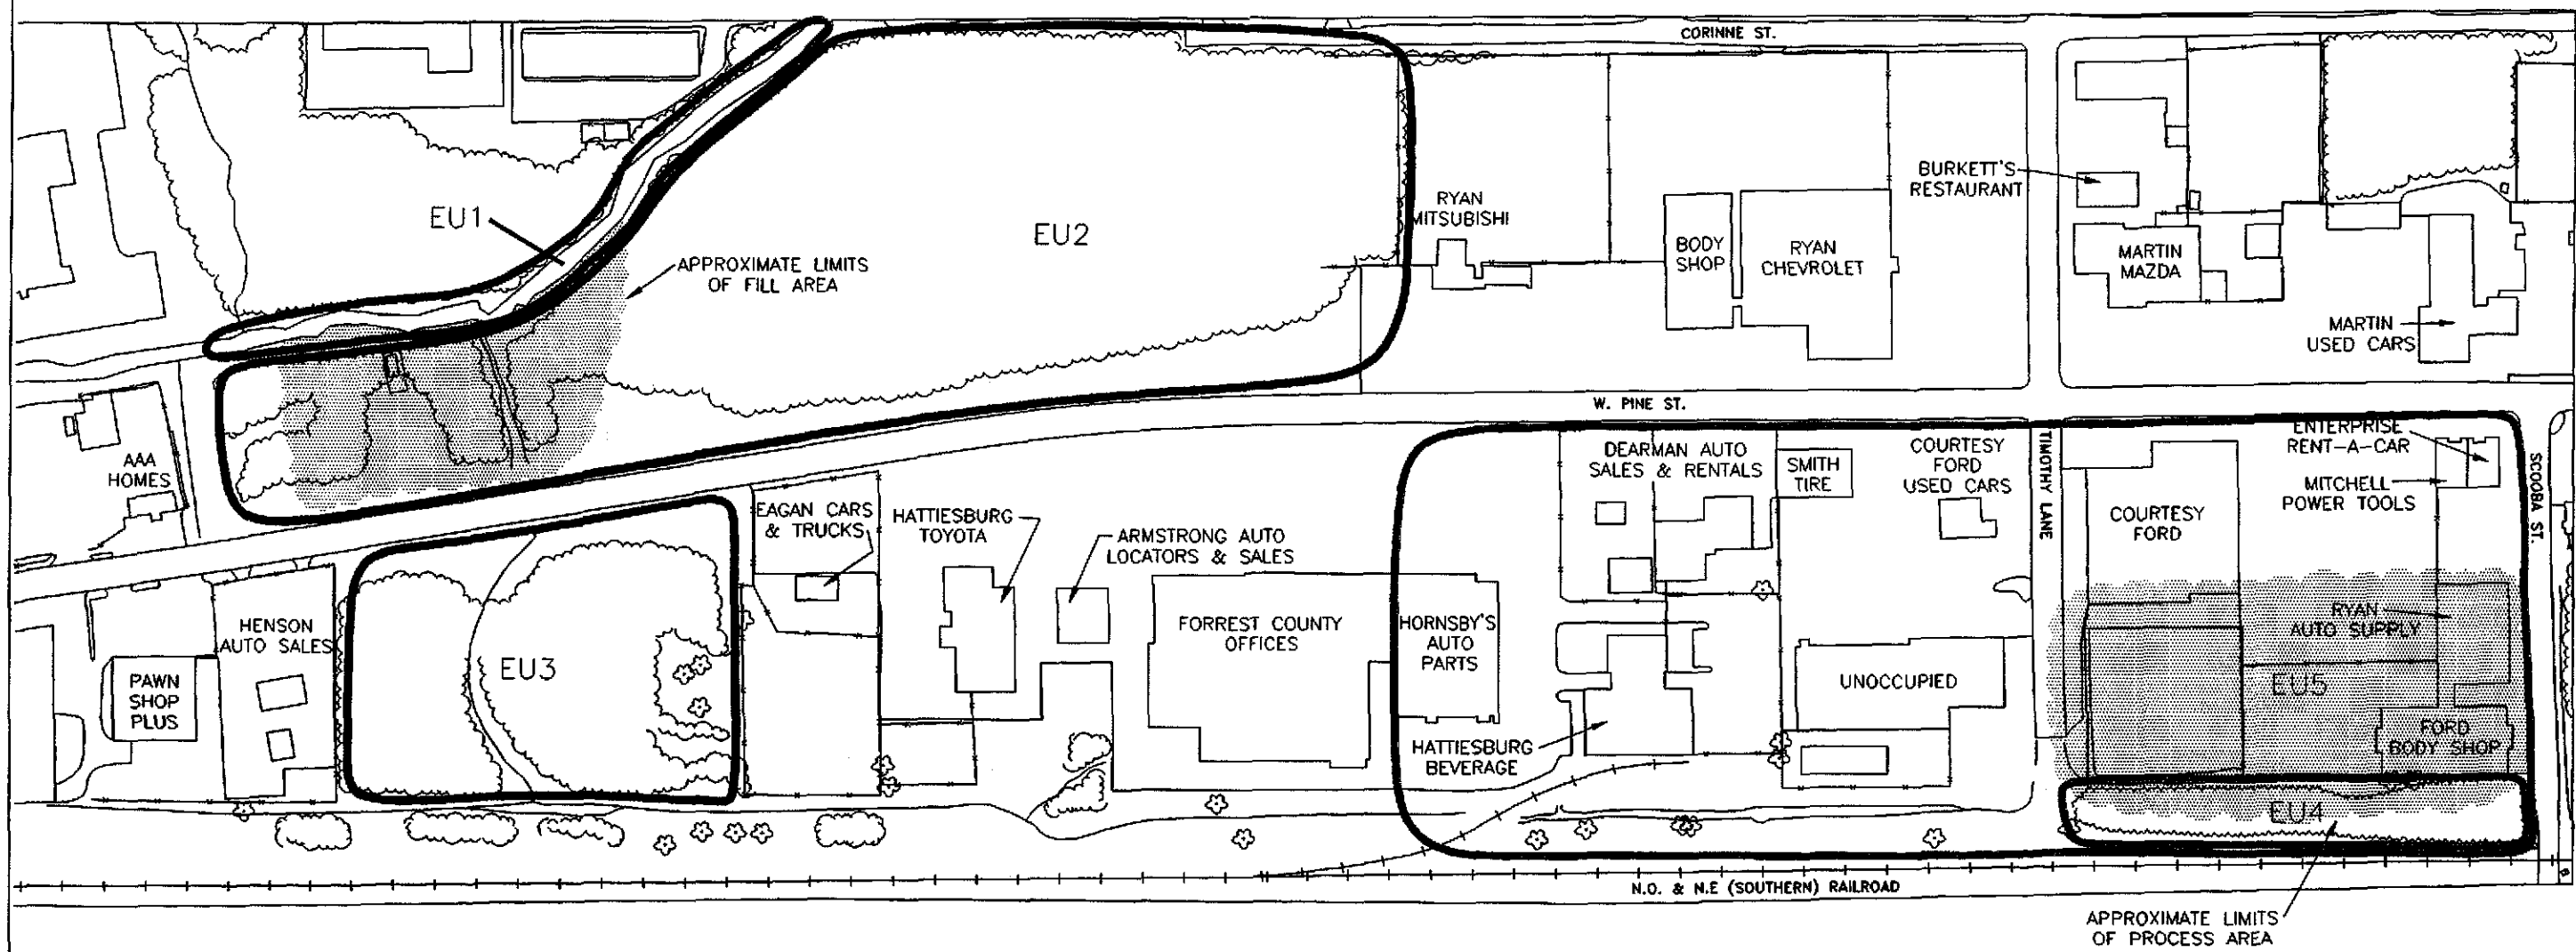 CORINNE ST.
EU1
EU2
APPROXIMATE LIMITS
OF FILL AREA
RYAN
MITSUBISHI
BODY
SHOP
RYAN
CHEVROLET
BURKETT'S
RESTAURANT
MARTIN
MAZDA
MARTIN
USED CARS
W. PINE ST.
AAA
HOMES
PAWN
SHOP
PLUS
HENSON
AUTO SALES
EU3
EAGAN CARS
& TRUCKS
HATTIESBURG
TOYOTA
ARMSTRONG AUTO
LOCATORS & SALES
FORREST COUNTY
OFFICES
HORNSBY'S
AUTO
PARTS
HATTIESBURG
BEVERAGE
DEARMAN AUTO
SALES & RENTALS
SMITH
TIRE
COURTESY
FORD
USED CARS
UNOCCUPIED
TIMOTHY LANE
COURTESY
FORD
ENTERPRISE
RENT-A-CAR
MITCHELL
POWER TOOLS
SCOOBA ST.
RYAN
AUTO SUPPLY
EU5
FORD
BODY SHOP
EU4
N.O. & N.E (SOUTHERN) RAILROAD
APPROXIMATE LIMITS
OF PROCESS AREA